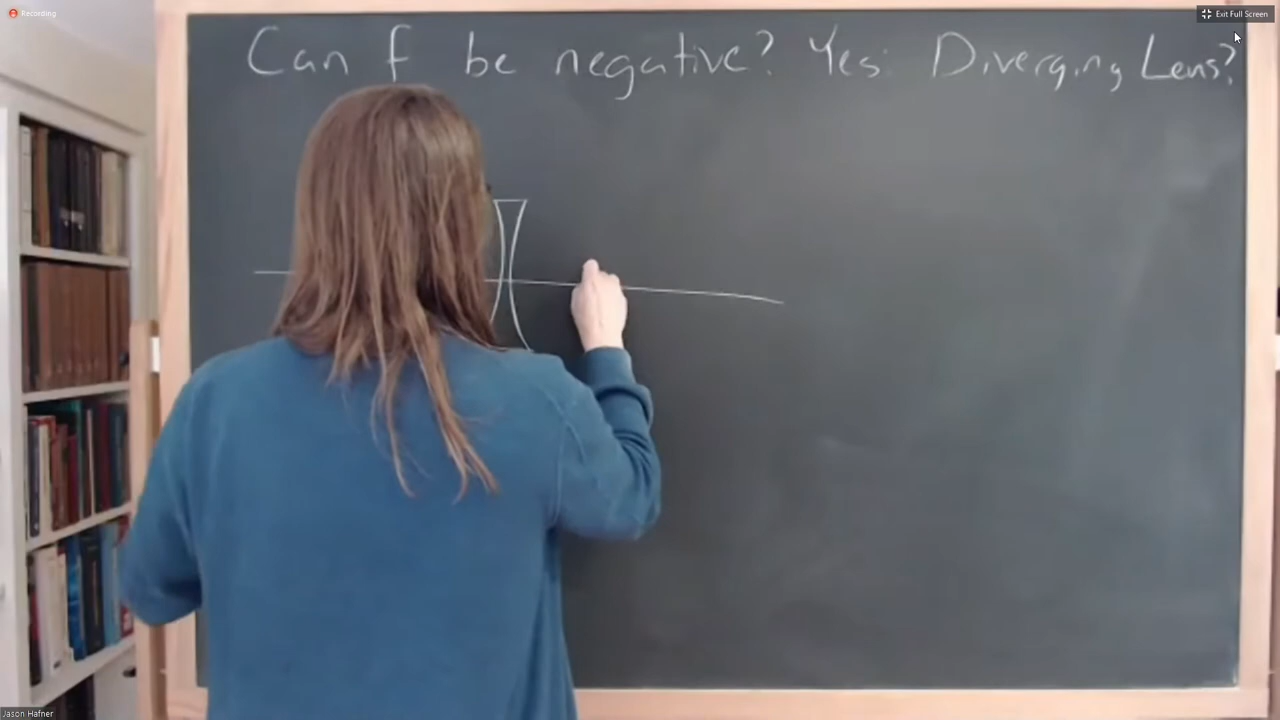 Recording
Exit Full Screen
Can f be negative? Yes: Diverging Lens?
Jason Hafner